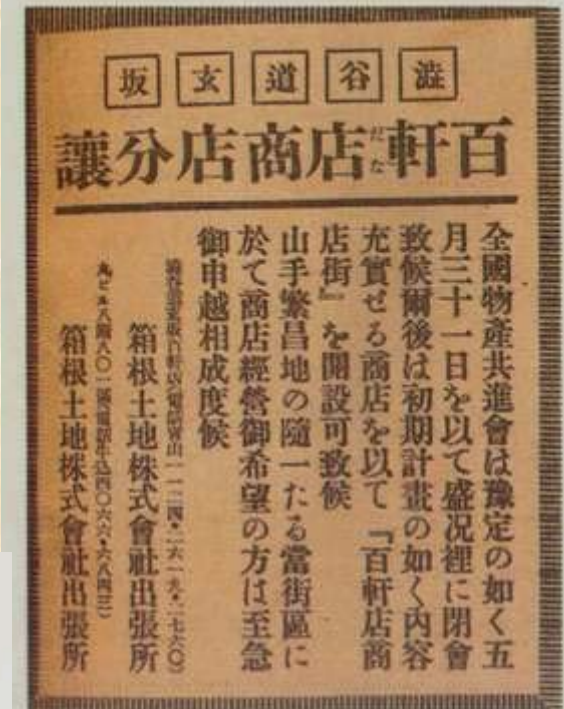 澁谷道玄坂
百軒店商店分讓
だな
全國物產共進會は豫定の如く五
月三十一日を以て盛况裡に閉會
致候爾後は初期計畫の如く內容
充實せる商店を以て『百軒店商
店街』を開設可致候
山手繁昌地の隨一たる當街區に
於て商店經營御希望の方は至急
御申越相成度候
箱根土地株式會社出張所
箱根土地株式會社出張所